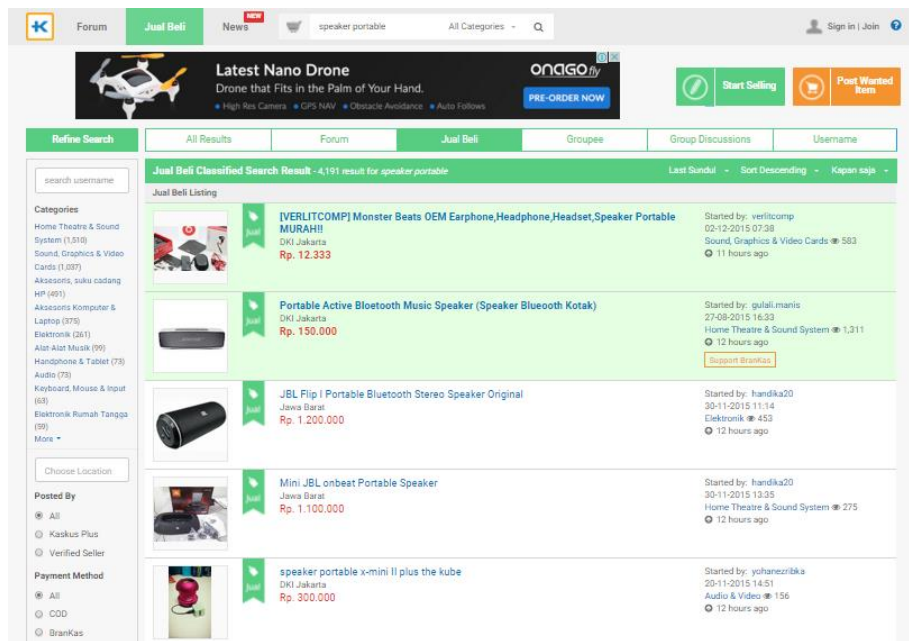 Forum
Jual Beli
News
NEW
speaker portable
All Categories
Sign in | Join
Latest Nano Drone
Drone that Fits in the Palm of Your Hand.
High Res Camera GPS NAV Obstacle Avoidance Auto Follows
ONAGOfly
PRE-ORDER NOW
Start Selling
Post Wanted Item
Refine Search
All Results
Forum
Jual Beli
Groupee
Group Discussions
Username
search username
Categories
Home Theatre & Sound
System (1,510)
Sound, Graphics & Video
Cards (1,037)
Aksesoris, suku cadang
HP (491)
Aksesoris Komputer &
Laptop (375)
Elektronik (261)
Alat-Alat Musik (99)
Handphone & Tablet (73)
Audio (73)
Keyboard, Mouse & Input
(63)
Elektronik Rumah Tangga
(59)
More
Choose Location
Posted By
All
Kaskus Plus
Verified Seller
Payment Method
All
COD
BranKas
Jual Beli Classified Search Result - 4,191 result for speaker portable
Last Sundul
Sort Descending
Kapan saja
Jual Beli Listing
Jual
[VERLITCOMP] Monster Beats OEM Earphone,Headphone,Headset,Speaker Portable
MURAH!!
DKI Jakarta
Rp. 12.333
Started by: verlitcomp
02-12-2015 07.38
Sound, Graphics & Video Cards 583
11 hours ago
Jual
Portable Active Bloetooth Music Speaker (Speaker Blueooth Kotak)
DKI Jakarta
Rp. 150.000
Started by: gulali.manis
27-08-2015 16:33
Home Theatre & Sound System 1,311
12 hours ago
Support BranKas
Jual
JBL Flip I Portable Bluetooth Stereo Speaker Original
Jawa Barat
Rp. 1.200.000
Started by: handika20
30-11-2015 11:14
Elektronik 453
12 hours ago
Jual
Mini JBL onbeat Portable Speaker
Jawa Barat
Rp. 1.100.000
Started by: handika20
30-11-2015 13:35
Home Theatre & Sound System 275
12 hours ago
Jual
speaker portable x-mini II plus the kube
DKI Jakarta
Rp. 300.000
Started by: yohanezribka
20-11-2015 14:51
Audio & Video 156
12 hours ago